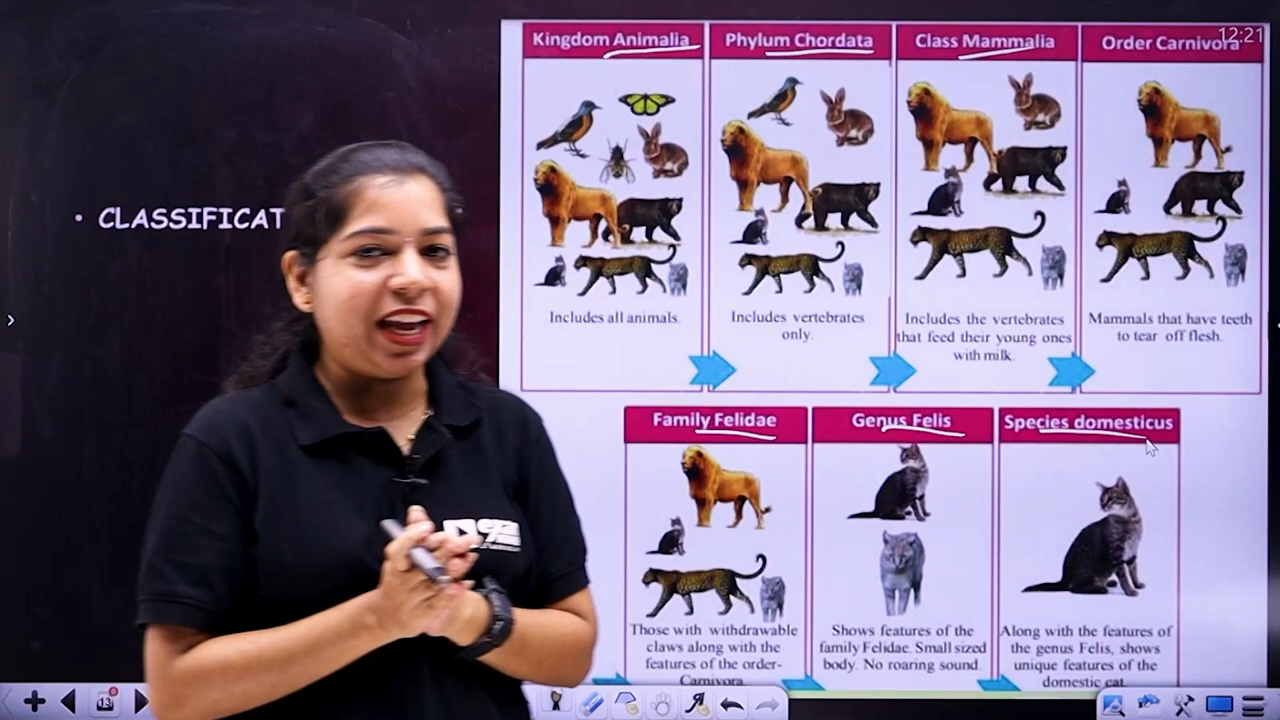 12:21
Kingdom Animalia
Phylum Chordata
Class Mammalia
Order Carnivora
• CLASSIFICAT
Includes all animals.
Includes vertebrates
only.
Includes the vertebrates
that feed their young ones
with milk.
Mammals that have teeth
to tear off flesh.
Family Felidae
Genus Felis
Species domesticus
Those with withdrawable
claws along with the
features of the order-
Carnivora
Shows features of the
family Felidae. Small sized
body. No roaring sound.
Along with the features of
the genus Felis, shows
unique features of the
domestic cat
13